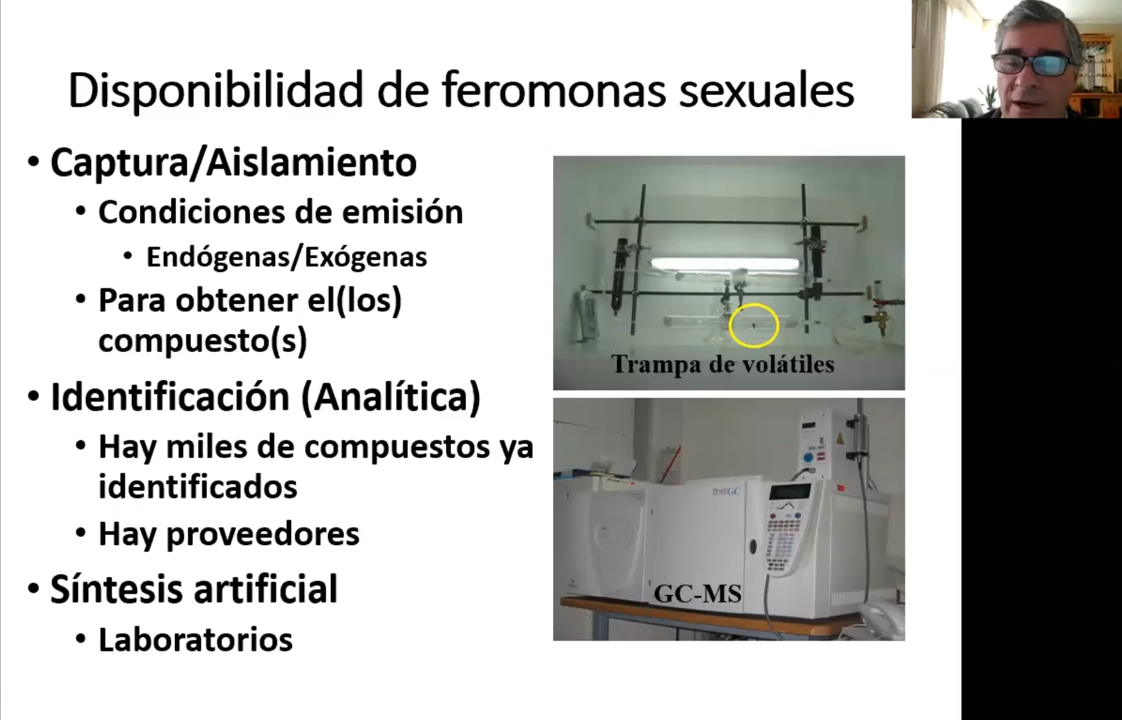 Disponibilidad de feromonas sexuales
• Captura/Aislamiento
• Condiciones de emisión
• Endógenas/Exógenas
• Para obtener el(los)
compuesto(s)
• Identificación (Analítica)
• Hay miles de compuestos ya
identificados
• Hay proveedores
• Síntesis artificial
• Laboratorios
Trampa de volátiles
GC-MS